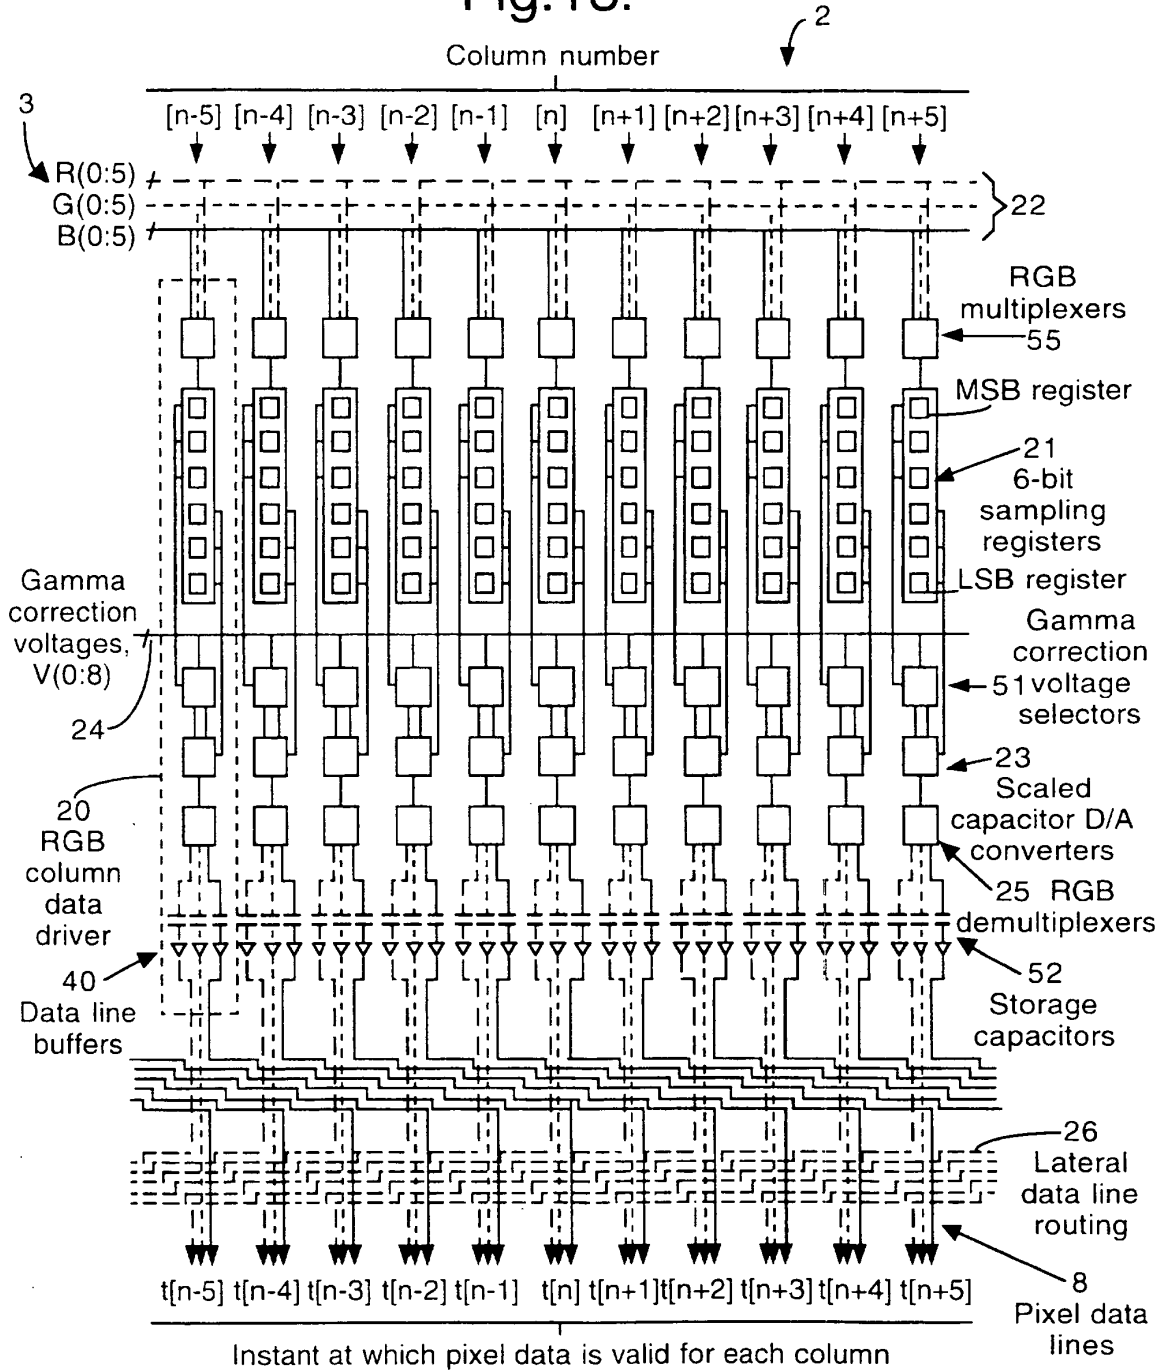 Fig.13.
2
Column number
3
[n-5] [n-4] [n-3] [n-2] [n-1] [n] [n+1] [n+2] [n+3] [n+4] [n+5]
R(0:5)
G(0:5)
B(0:5)
22
RGB
multiplexers
55
MSB register
21
6-bit
sampling
registers
LSB register
Gamma
correction
voltages,
V(0:8)
24
Gamma
correction
51 voltage
selectors
23
Scaled
capacitor D/A
converters
20
RGB
column
data
driver
25 RGB
demultiplexers
40
Data line
buffers
52
Storage
capacitors
26
Lateral
data line
routing
t[n-5] t[n-4] t[n-3] t[n-2] t[n-1] t[n] t[n+1] t[n+2] t[n+3] t[n+4] t[n+5]
8
Pixel data
lines
Instant at which pixel data is valid for each column